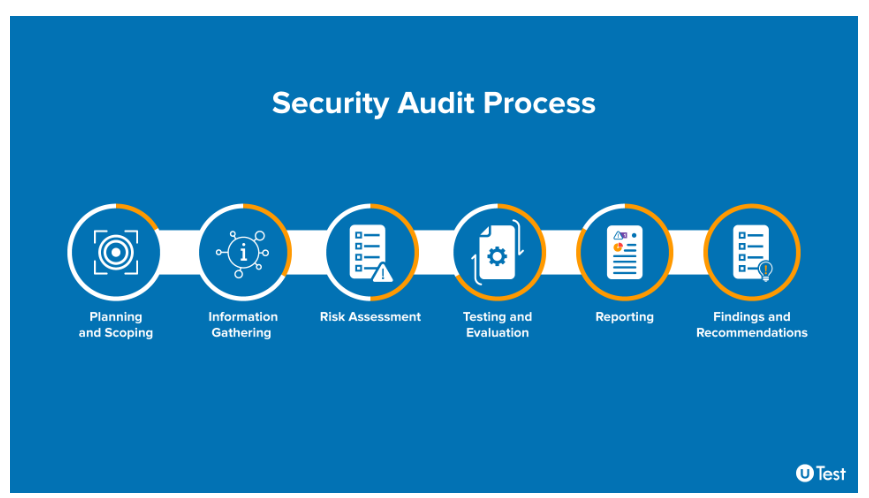 Security Audit Process
Planning
and Scoping
Information
Gathering
Risk Assessment
Testing and
Evaluation
Reporting
Findings and
Recommendations
u Test